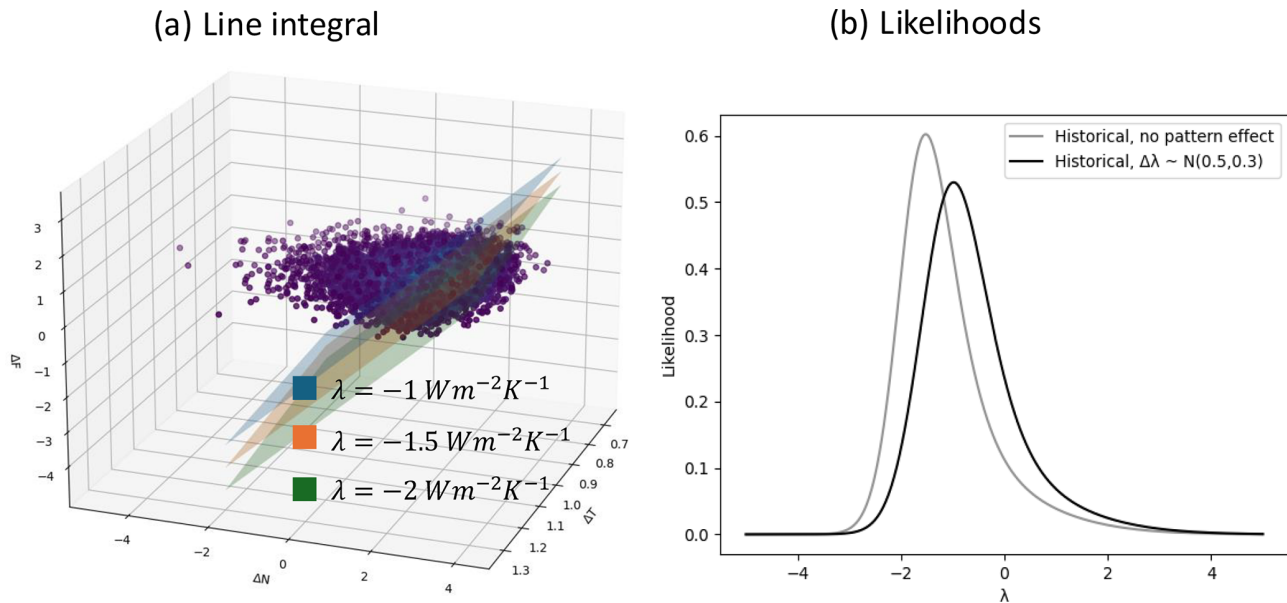 (a) Line integral
(b) Likelihoods
3
2
1
0
−1
−2
−3
−4
ΔF
−4
−2
0
2
4
ΔN
0.7
0.8
0.9
1.0
1.1
1.2
1.3
ΔT
λ = −1 Wm⁻²K⁻¹
λ = −1.5 Wm⁻²K⁻¹
λ = −2 Wm⁻²K⁻¹
Historical, no pattern effect
Historical, Δλ ~ N(0.5,0.3)
0.6
0.5
0.4
0.3
0.2
0.1
0.0
Likelihood
−4
−2
0
2
4
λ